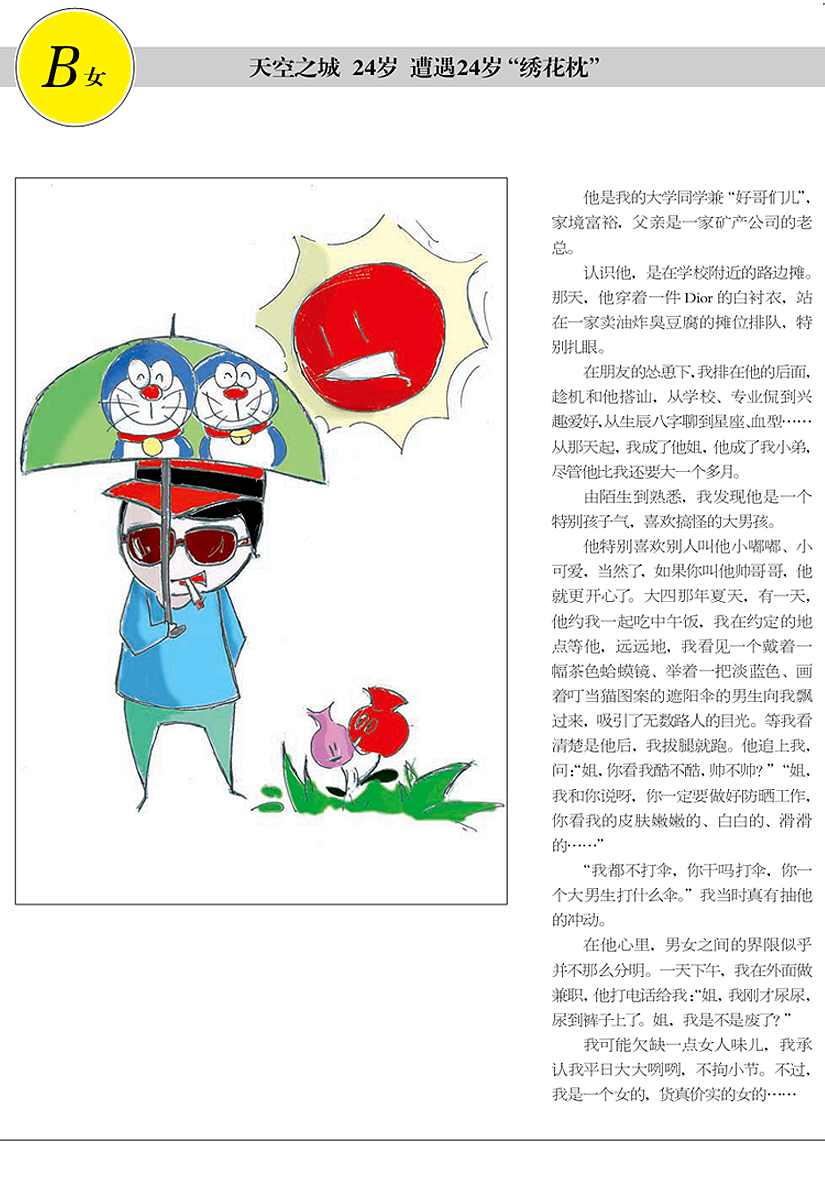 B女
天空之城 24岁 遭遇24岁“绣花枕”
他是我的大学同学兼“好哥们儿”,
家境富裕，父亲是一家矿产公司的老
总。
认识他，是在学校附近的路边摊。
那天，他穿着一件 Dior 的白衬衣，站
在一家卖油炸臭豆腐的摊位排队，特
别扎眼。
在朋友的怂恿下,我排在他的后面,
趁机和他搭讪，从学校、专业侃到兴
趣爱好,从生辰八字聊到星座、血型……
从那天起，我成了他姐，他成了我小弟，
尽管他比我还要大一个多月。
由陌生到熟悉，我发现他是一个
特别孩子气，喜欢搞怪的大男孩。
他特别喜欢别人叫他小嘟嘟、小
可爱，当然了，如果你叫他帅哥哥，他
就更开心了。大四那年夏天，有一天，
他约我一起吃中午饭，我在约定的地
点等他，远远地，我看见一个戴着一
幅茶色蛤蟆镜、举着一把淡蓝色、画
着叮当猫图案的遮阳伞的男生向我飘
过来，吸引了无数路人的目光。等我看
清楚是他后，我拔腿就跑。他追上我，
问:“姐，你看我酷不酷，帅不帅？”“姐，
我和你说呀，你一定要做好防晒工作，
你看我的皮肤嫩嫩的、白白的、滑滑
的……”
“我都不打伞，你干吗打伞，你一
个大男生打什么伞。”我当时真有抽他
的冲动。
在他心里，男女之间的界限似乎
并不那么分明。一天下午，我在外面做
兼职，他打电话给我:“姐，我刚才尿尿，
尿到裤子上了。姐，我是不是废了？”
我可能欠缺一点女人味儿，我承
认我平日大大咧咧，不拘小节。不过，
我是一个女的，货真价实的女的……